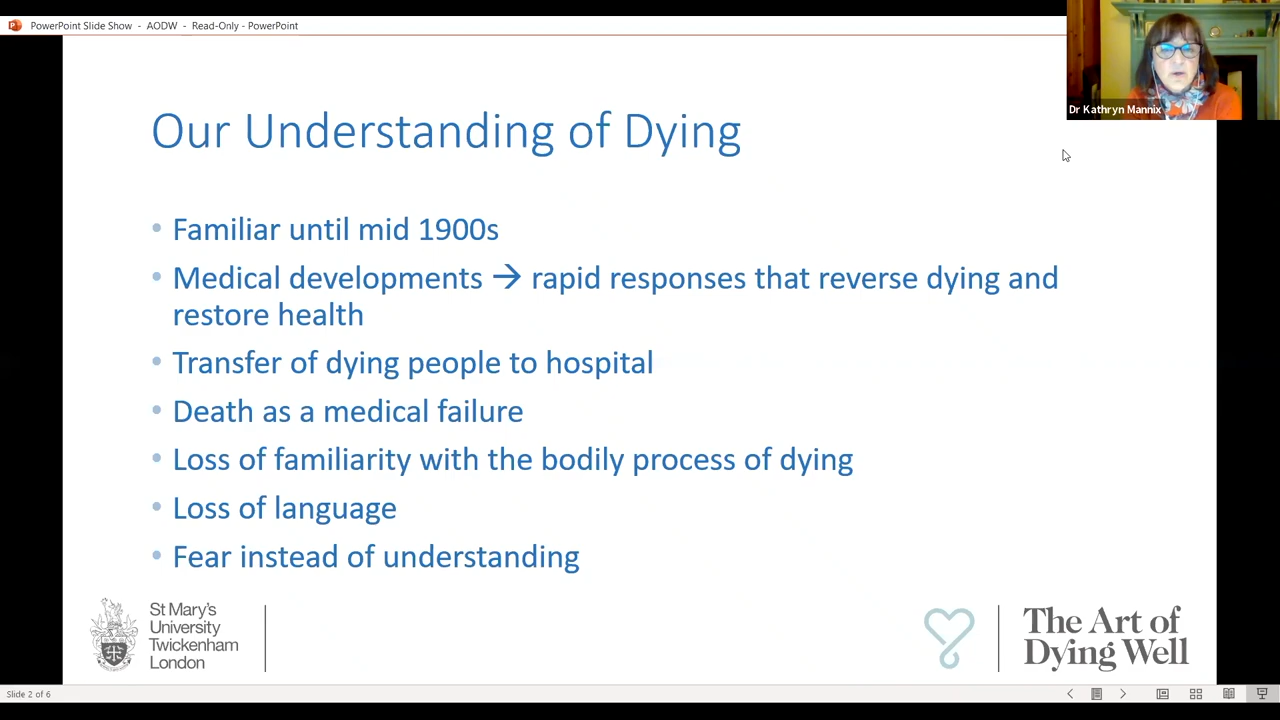 PowerPoint Slide Show - AODW - Read-Only - PowerPoint
Dr Kathryn Mannix
Our Understanding of Dying
• Familiar until mid 1900s
• Medical developments → rapid responses that reverse dying and
restore health
• Transfer of dying people to hospital
• Death as a medical failure
• Loss of familiarity with the bodily process of dying
• Loss of language
• Fear instead of understanding
St Mary's
University
Twickenham
London
The Art of
Dying Well
Slide 2 of 6